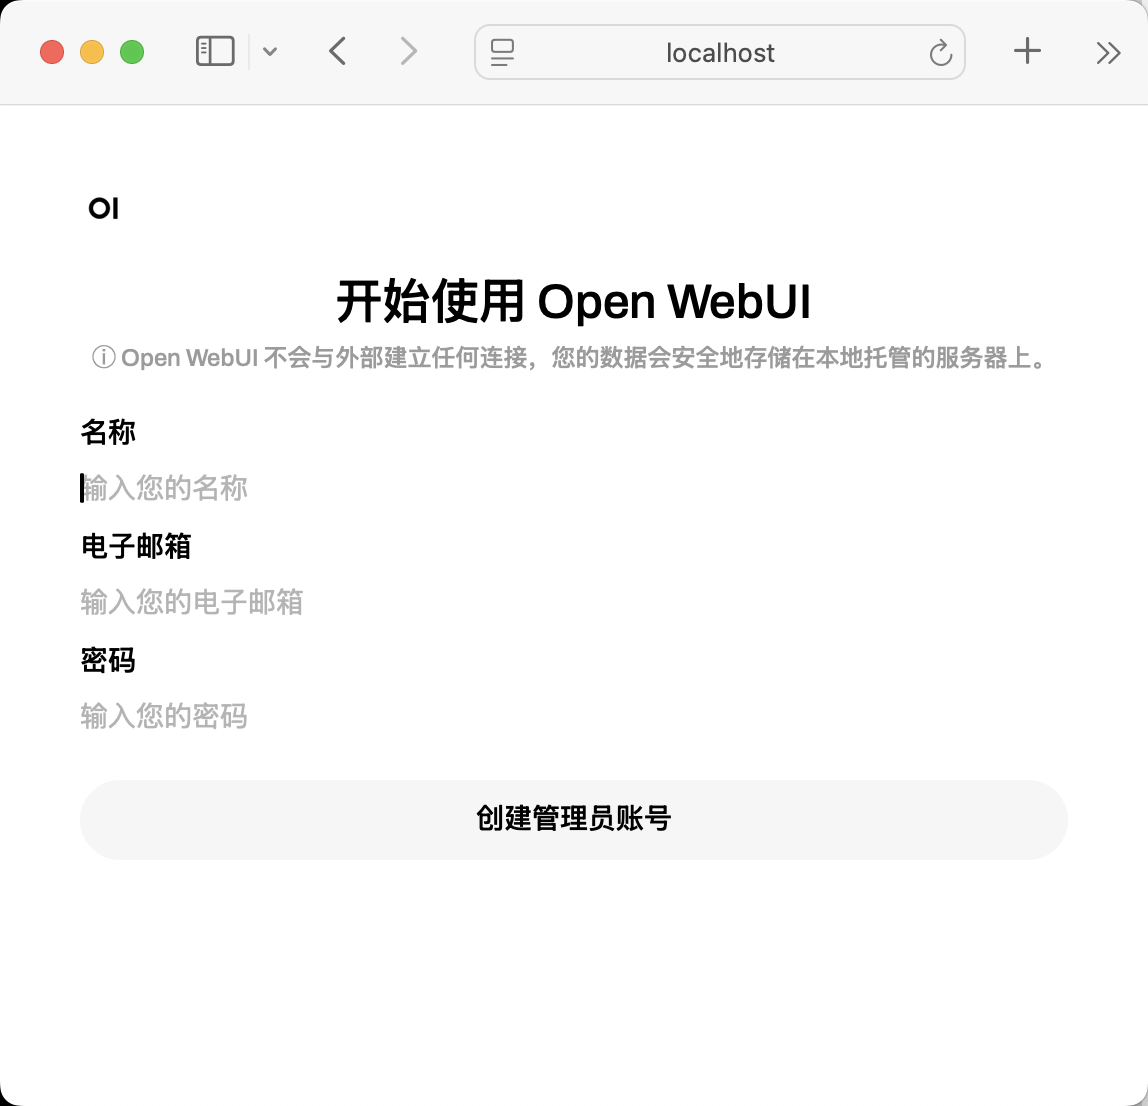 localhost
OI
开始使用 Open WebUI
Open WebUI 不会与外部建立任何连接，您的数据会安全地存储在本地托管的服务器上。
名称
输入您的名称
电子邮箱
输入您的电子邮箱
密码
输入您的密码
创建管理员账号